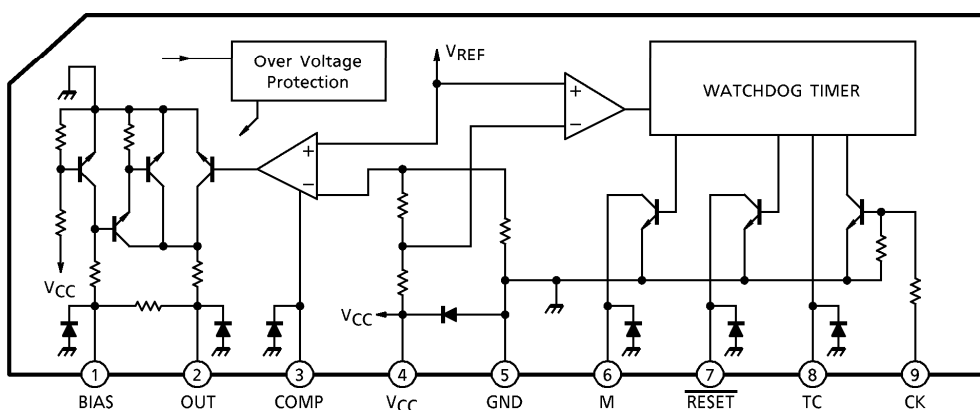 Over Voltage
Protection
VREF
WATCHDOG TIMER
+
−
+
−
VCC
VCC
1
2
3
4
5
6
7
8
9
BIAS
OUT
COMP
VCC
GND
M
RESET
TC
CK